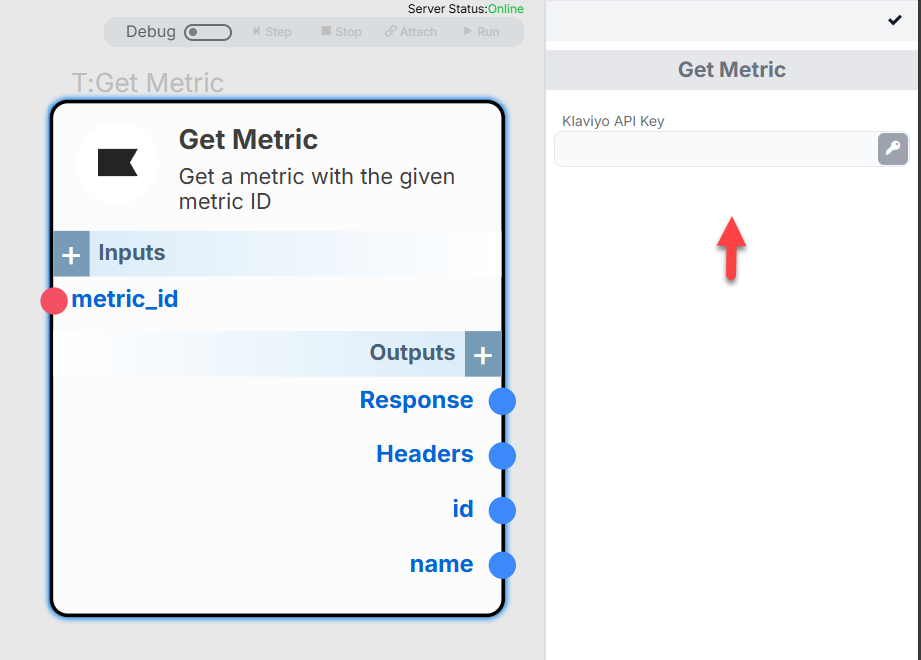 Server Status:Online
Debug
Step
Stop
Attach
Run
T:Get Metric
Get Metric
Get a metric with the given
metric ID
Inputs
metric_id
Outputs
Response
Headers
id
name
Get Metric
Klaviyo API Key